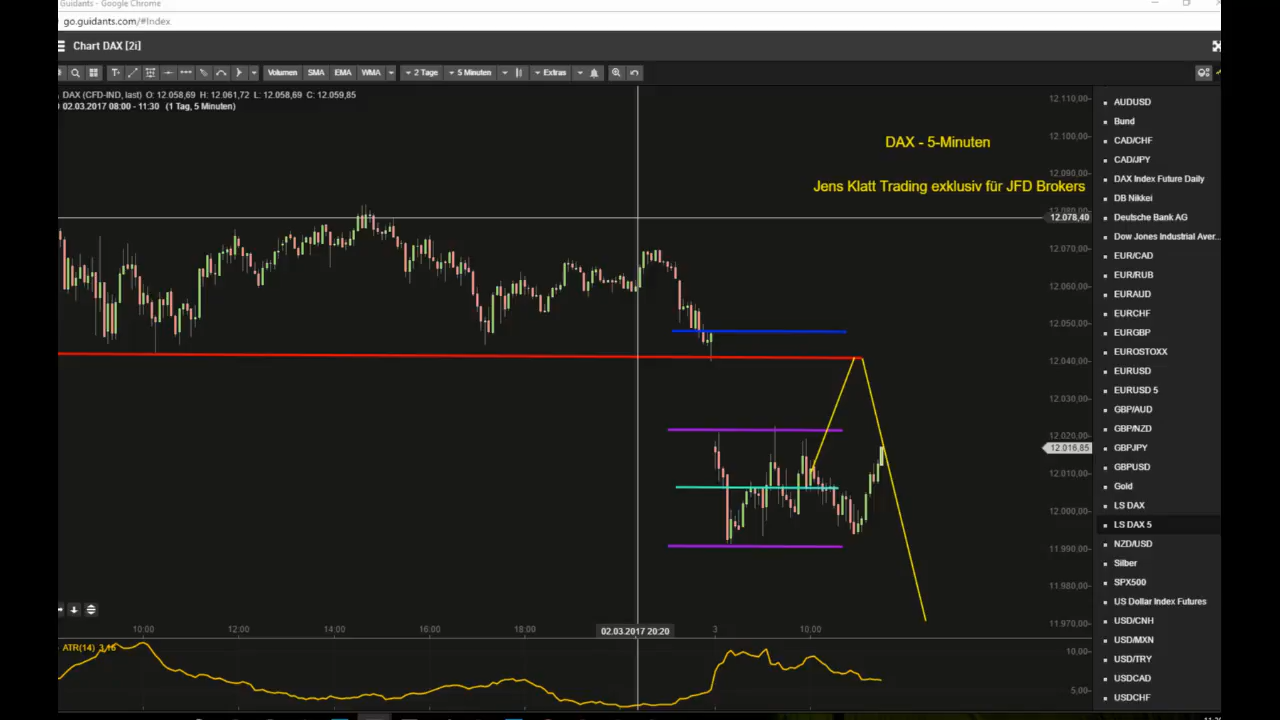 Guidants - Google Chrome
go.guidants.com/#Index
Chart DAX [2i]
T+ Volumen SMA EMA WMA 2 Tage 5 Minuten Extras
DAX (CFD-IND, last) O: 12.058,69 H: 12.061,72 L: 12.058,69 C: 12.059,85
02.03.2017 08:00 - 11:30 (1 Tag, 5 Minuten)
DAX - 5-Minuten
Jens Klatt Trading exklusiv für JFD Brokers
12.110,00
12.100,00
12.090,00
12.078,40
12.070,00
12.060,00
12.050,00
12.040,00
12.030,00
12.020,00
12.016,85
12.010,00
12.000,00
11.990,00
11.980,00
11.970,00
10:00 12:00 14:00 16:00 18:00 02.03.2017 20:20 3 10:00
ATR(14) 3,16
10,00
5,00
AUDUSD
Bund
CAD/CHF
CAD/JPY
DAX Index Future Daily
DB Nikkei
Deutsche Bank AG
Dow Jones Industrial Aver...
EUR/CAD
EUR/RUB
EURAUD
EURCHF
EURGBP
EUROSTOXX
EURUSD
EURUSD 5
GBP/AUD
GBP/NZD
GBPJPY
GBPUSD
Gold
LS DAX
LS DAX 5
NZD/USD
Silber
SPX500
US Dollar Index Futures
USD/CNH
USD/MXN
USD/TRY
USDCAD
USDCHF